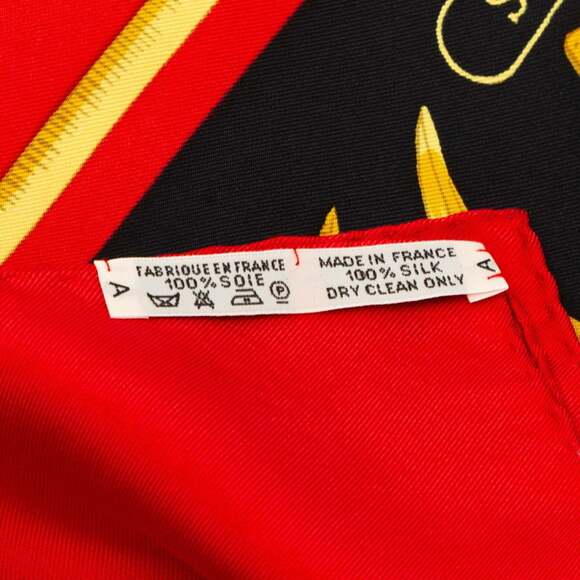 A
FABRIQUE EN FRANCE
100% SOIE
P
MADE IN FRANCE
100% SILK
DRY CLEAN ONLY
A
S